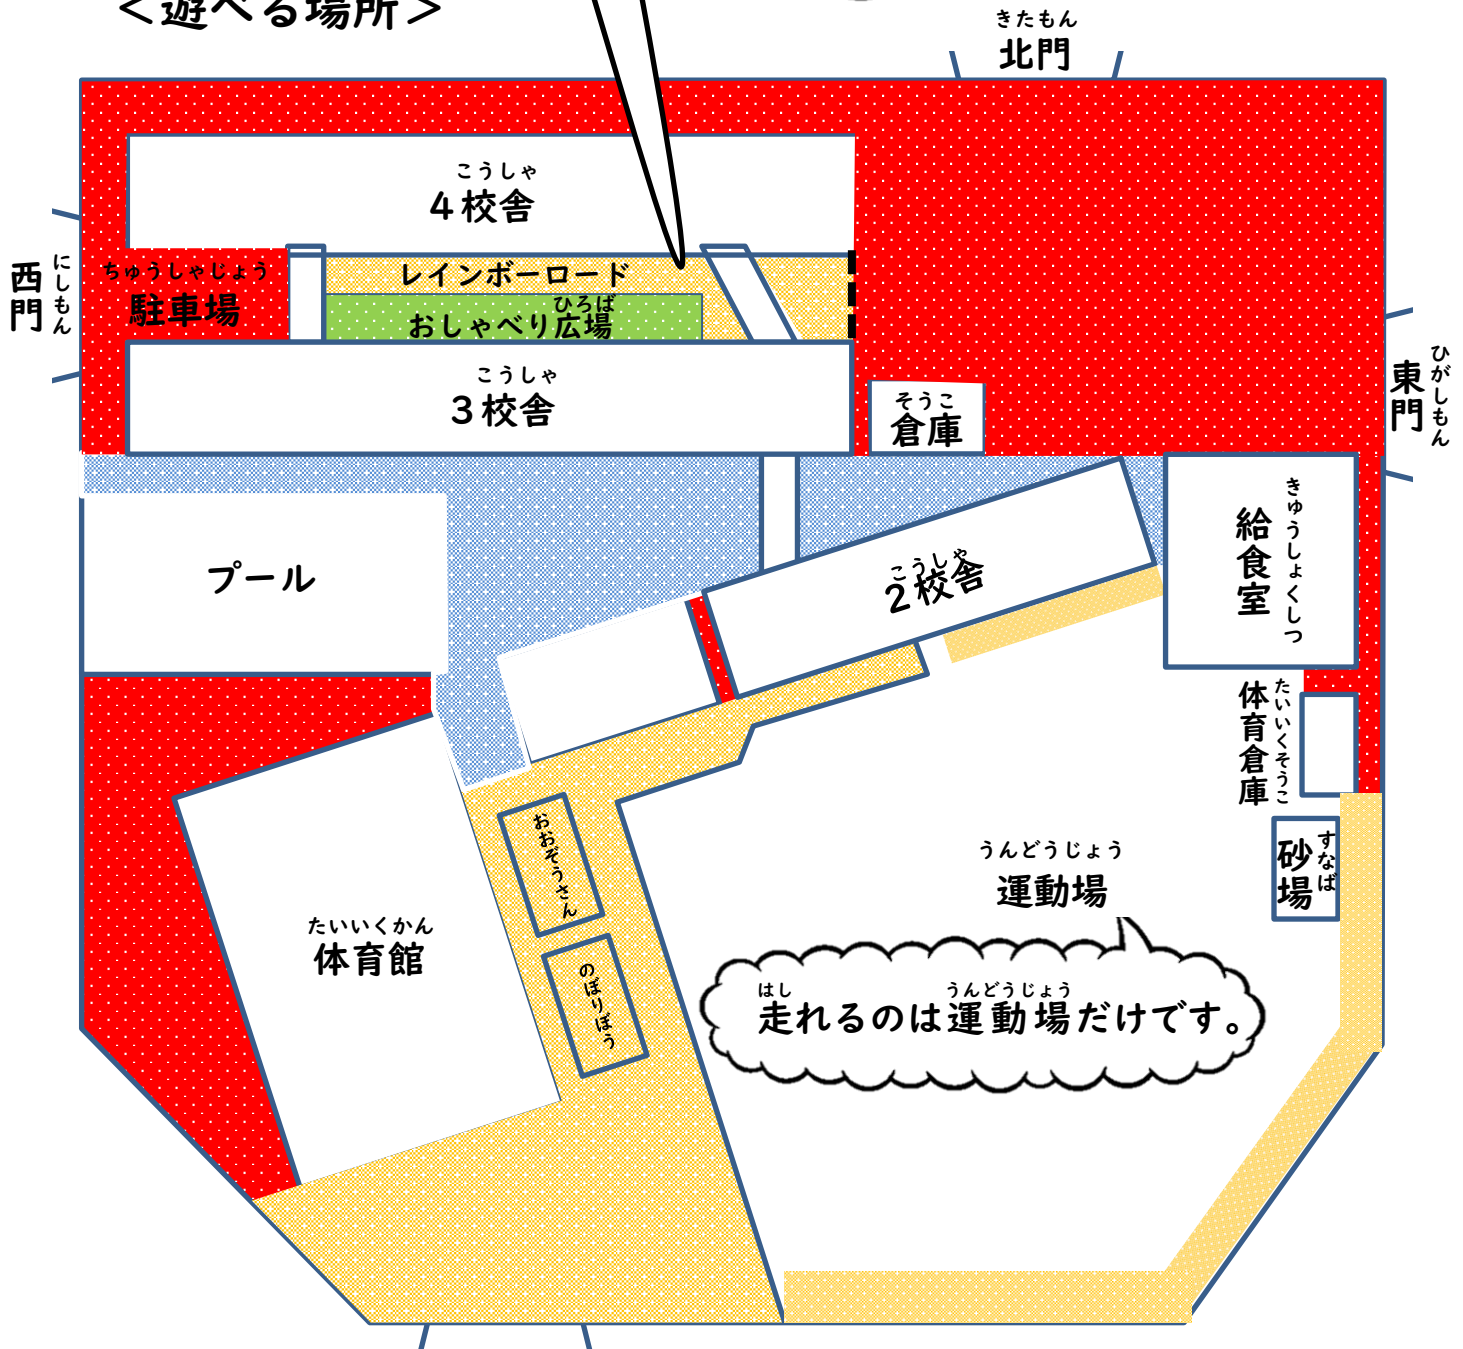 ＜遊べる場所＞
きたもん
北門
こうしゃ
４校舎
にしもん
西門
ちゅうしゃじょう
駐車場
レインボーロード
ひろば
おしゃべり広場
こうしゃ
３校舎
そうこ
倉庫
ひがしもん
東門
プール
こうしゃ
２校舎
きゅうしょくしつ
給食室
たいいくそうこ
体育倉庫
すなば
砂場
おおぞうさん
のぼりぼう
たいいくかん
体育館
うんどうじょう
運動場
はし うんどうじょう
走れるのは運動場だけです。